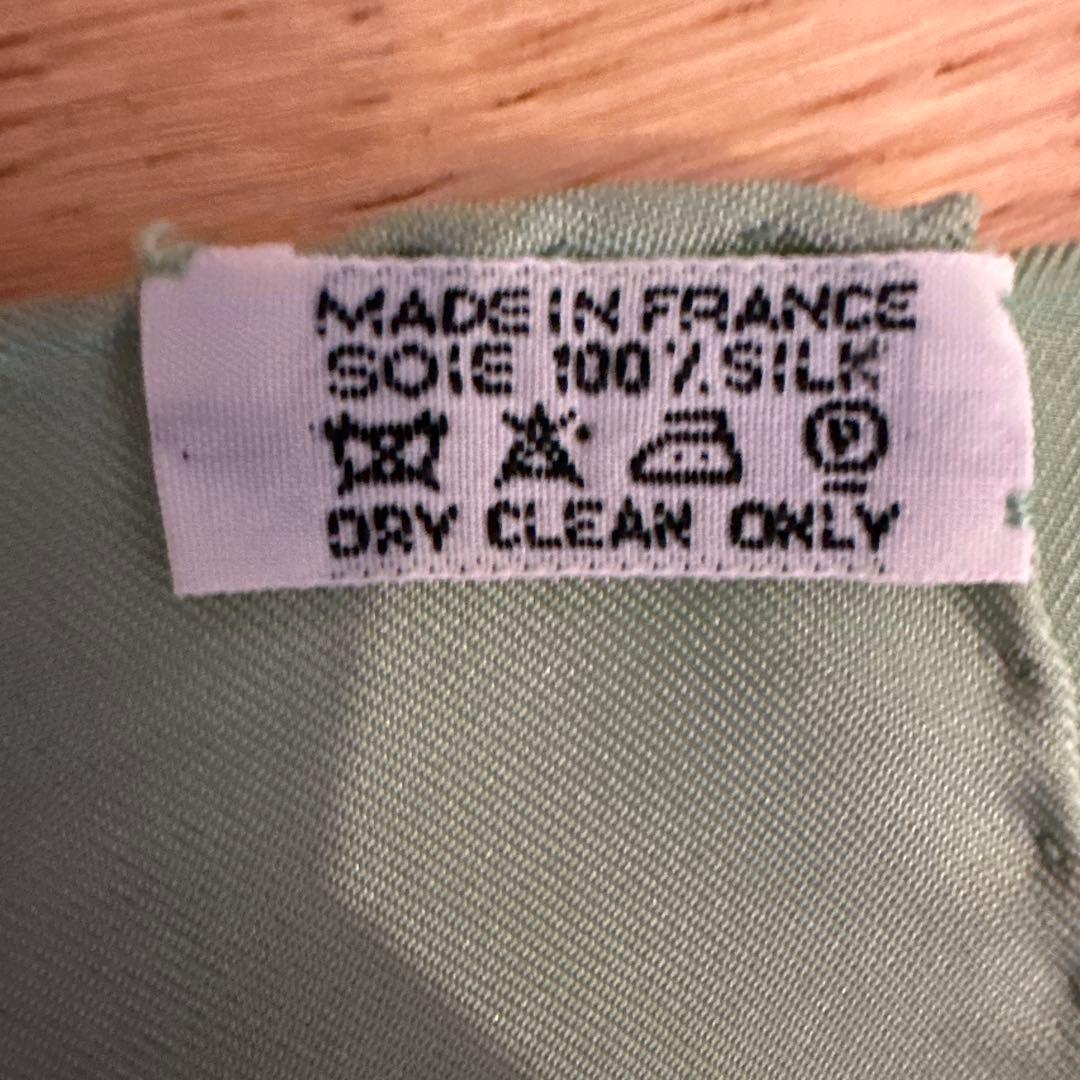 MADE IN FRANCE
SOIE 100% SILK
P
DRY CLEAN ONLY